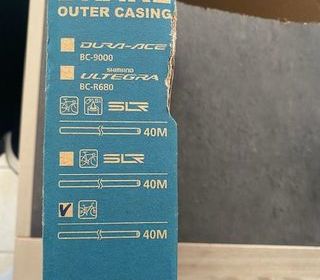 OUTER CASING
DURA-ACE
BC-9000
SHIMANO
ULTEGRA
BC-R680
SLR
40M
SLR
40M
40M